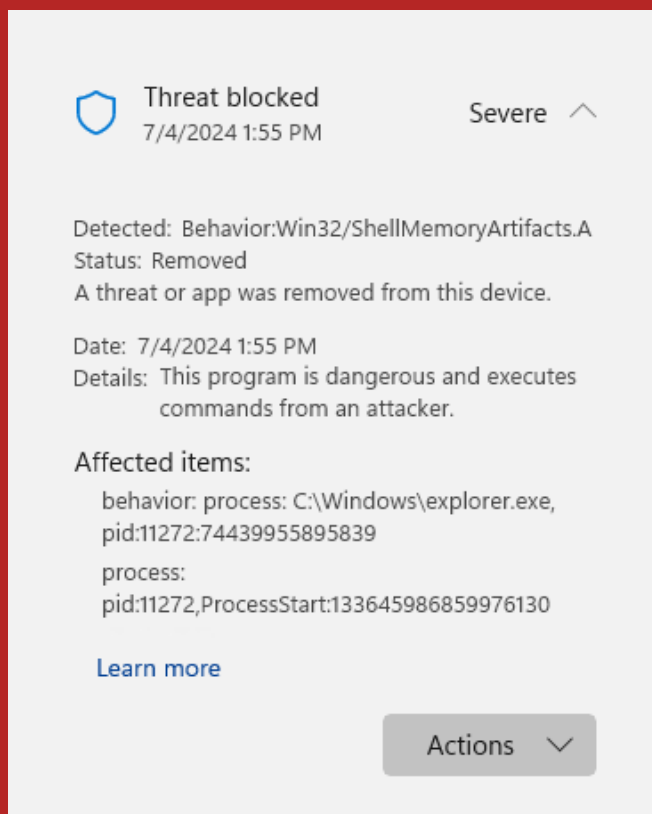 Threat blocked
7/4/2024 1:55 PM
Severe
Detected: Behavior:Win32/ShellMemoryArtifacts.A
Status: Removed
A threat or app was removed from this device.
Date: 7/4/2024 1:55 PM
Details: This program is dangerous and executes
commands from an attacker.
Affected items:
behavior: process: C:\Windows\explorer.exe,
pid:11272:74439955895839
process:
pid:11272,ProcessStart:133645986859976130
Learn more
Actions